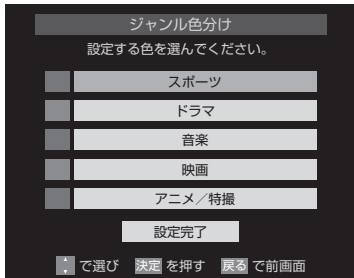 ジャンル色分け
設定する色を選んでください。
スポーツ
ドラマ
音楽
映画
アニメ／特撮
設定完了
で選び 決定 を押す 戻る で前画面